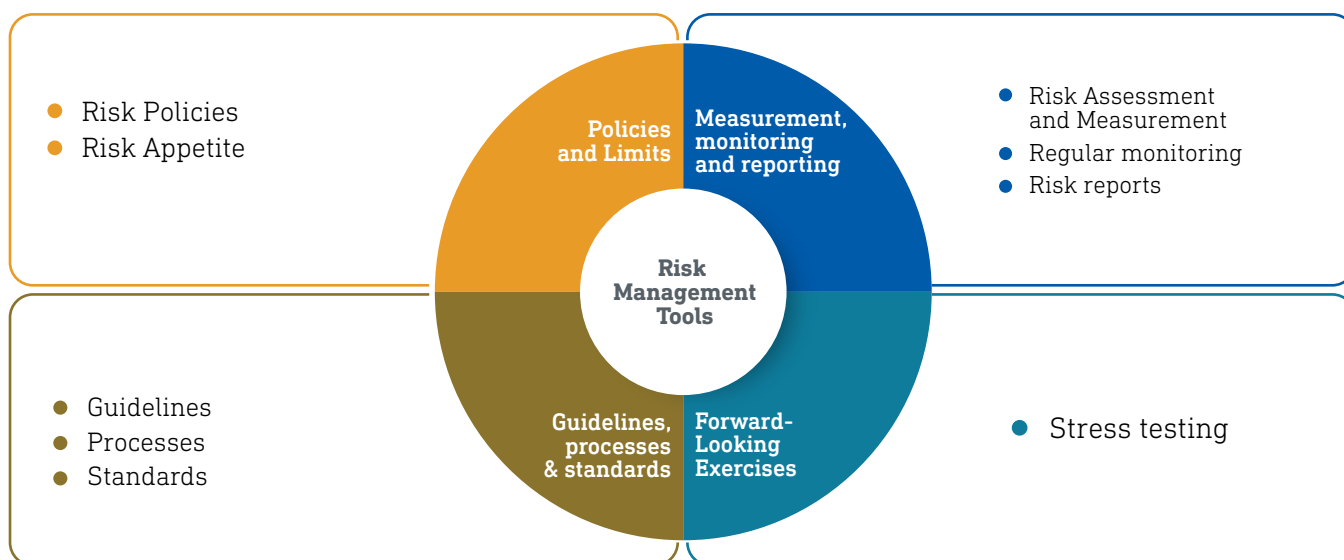 Risk Policies
Risk Appetite
Policies
and Limits
Measurement,
monitoring
and reporting
Risk Assessment
and Measurement
Regular monitoring
Risk reports
Risk
Management
Tools
Guidelines
Processes
Standards
Guidelines,
processes
& standards
Forward-
Looking
Exercises
Stress testing